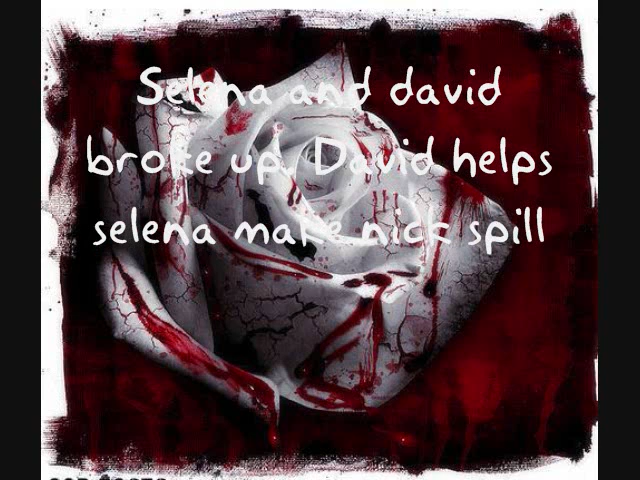 Selena and david
broke up. David helps
selena make nick spill